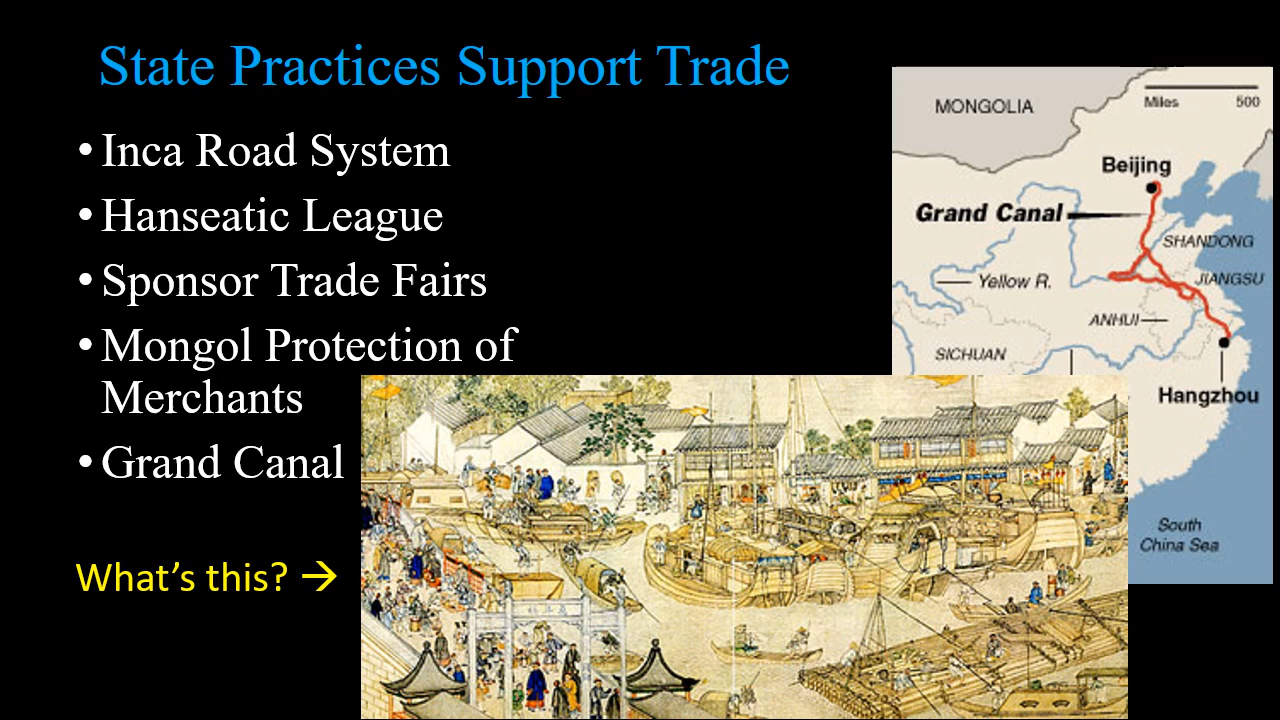 State Practices Support Trade
• Inca Road System
• Hanseatic League
• Sponsor Trade Fairs
• Mongol Protection of
Merchants
• Grand Canal
What’s this? →
MONGOLIA
Miles 500
Beijing
Grand Canal
SHANDONG
Yellow R.
JIANGSU
ANHUI
SICHUAN
Hangzhou
South
China Sea